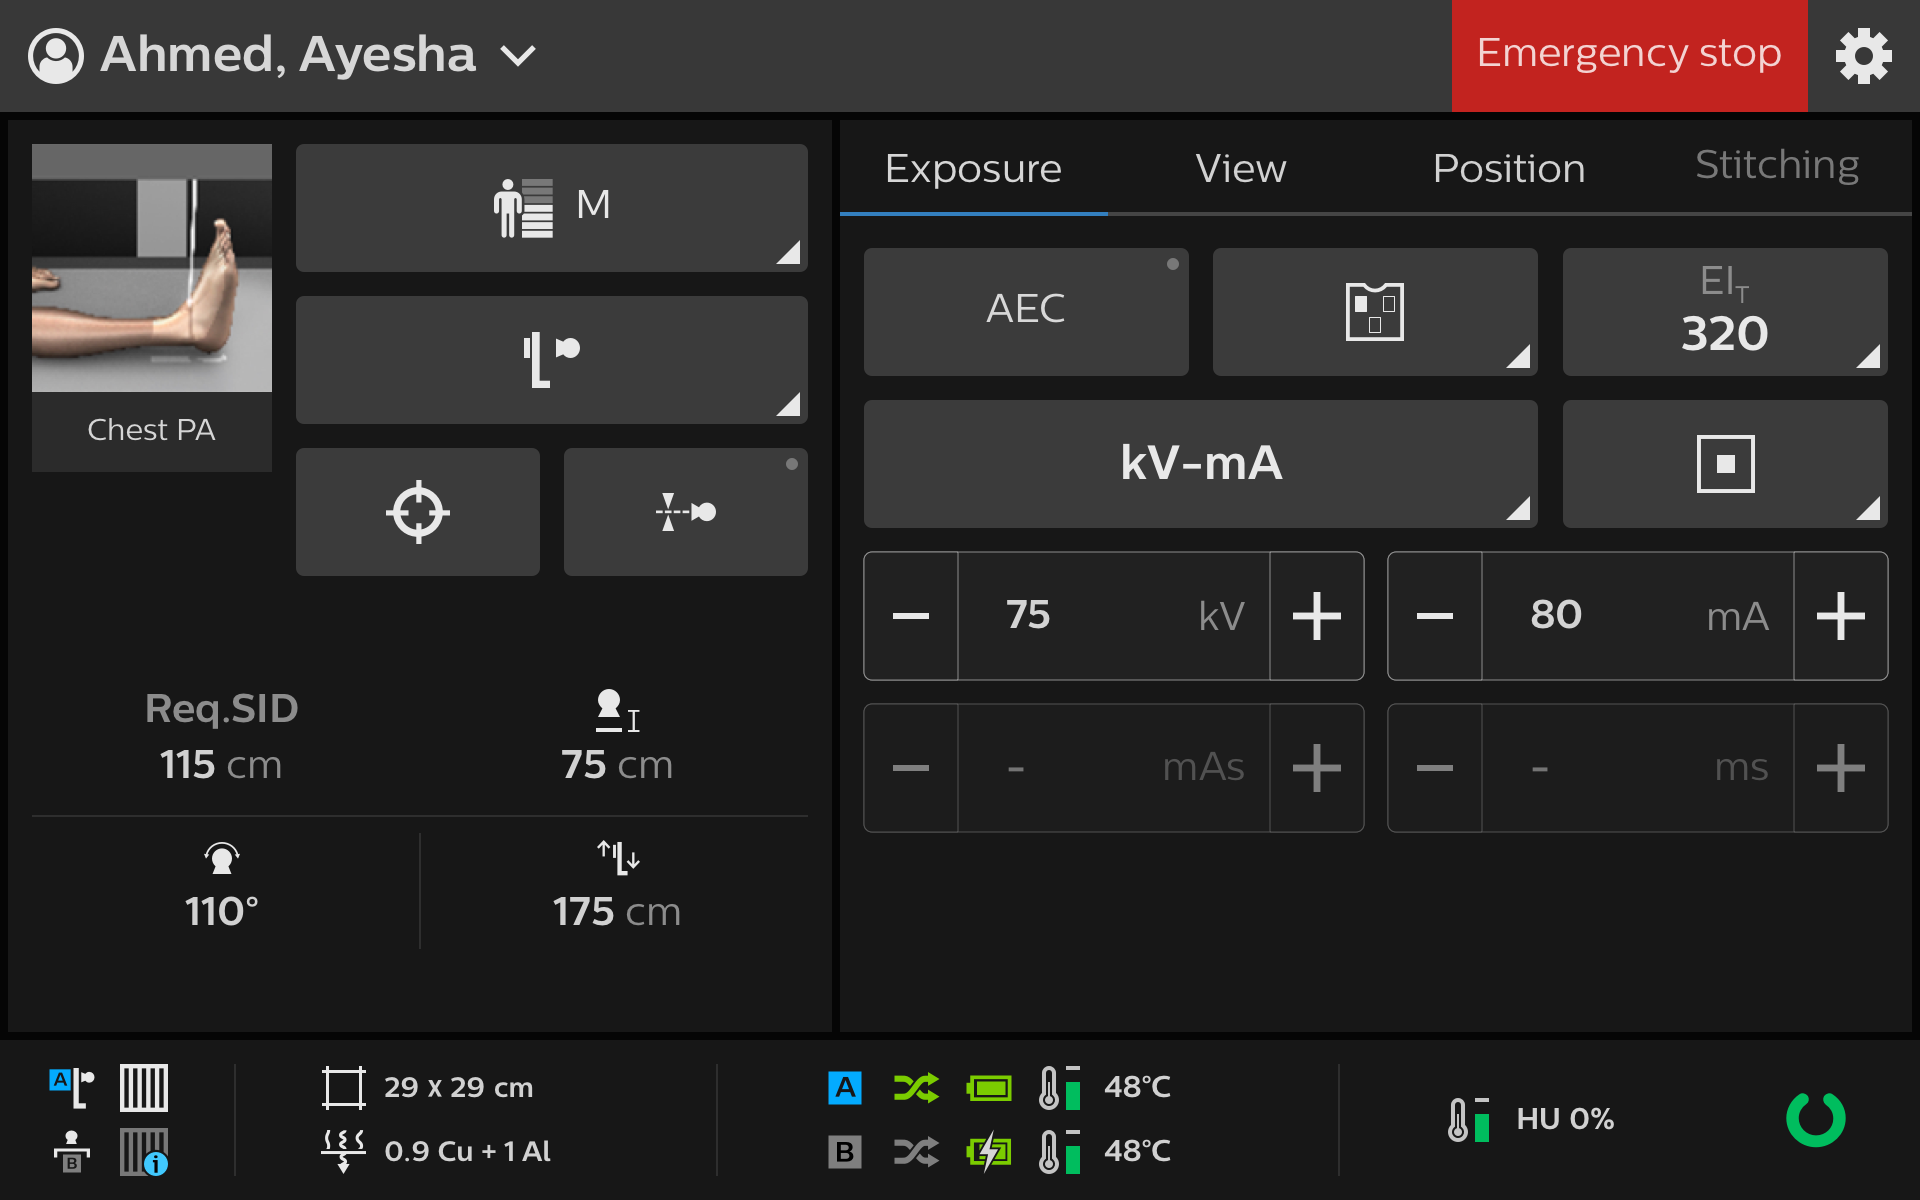 Ahmed, Ayesha
Emergency stop
Chest PA
M
Req.SID
115 cm
75 cm
110°
175 cm
Exposure
View
Position
Stitching
AEC
EI T
320
kV-mA
75 kV
80 mA
- mAs
- ms
A
B
29 x 29 cm
0.9 Cu + 1 Al
A 48°C
B 48°C
HU 0%